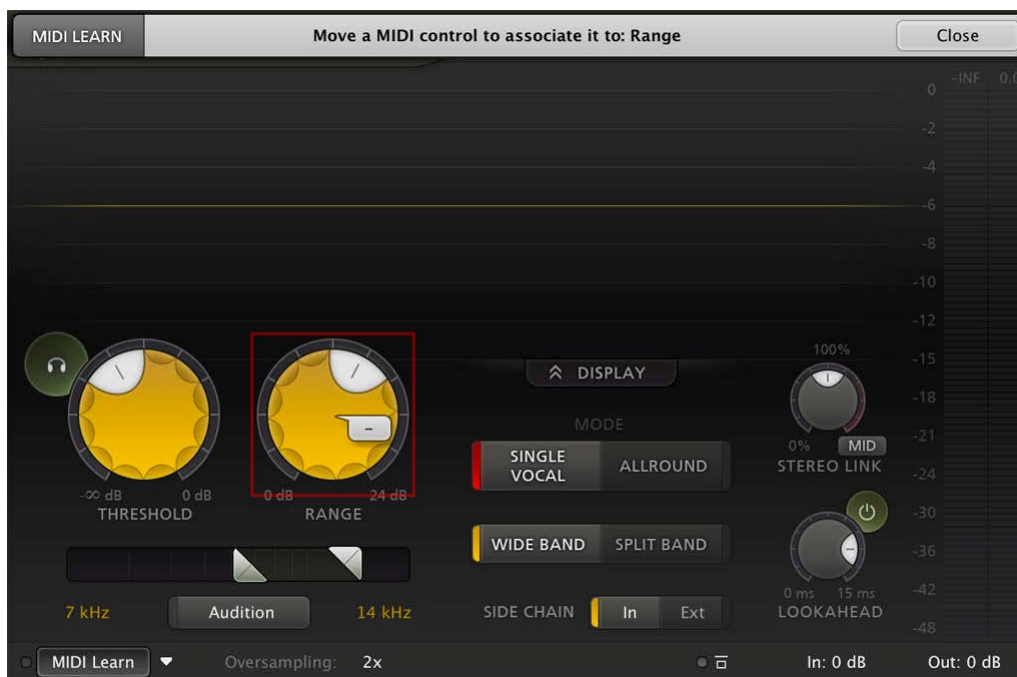 MIDI LEARN
Move a MIDI control to associate it to: Range
Close
-INF 0.0
0
-2
-4
-6
-8
-10
-12
-15
-18
-21
-24
-30
-36
-42
-48
-∞ dB 0 dB
THRESHOLD
0 dB 24 dB
RANGE
-
DISPLAY
MODE
SINGLE VOCAL
ALLROUND
WIDE BAND
SPLIT BAND
SIDE CHAIN
In
Ext
100%
0%
MID
STEREO LINK
0 ms 15 ms
LOOKAHEAD
7 kHz
Audition
14 kHz
MIDI Learn
Oversampling: 2x
In: 0 dB
Out: 0 dB